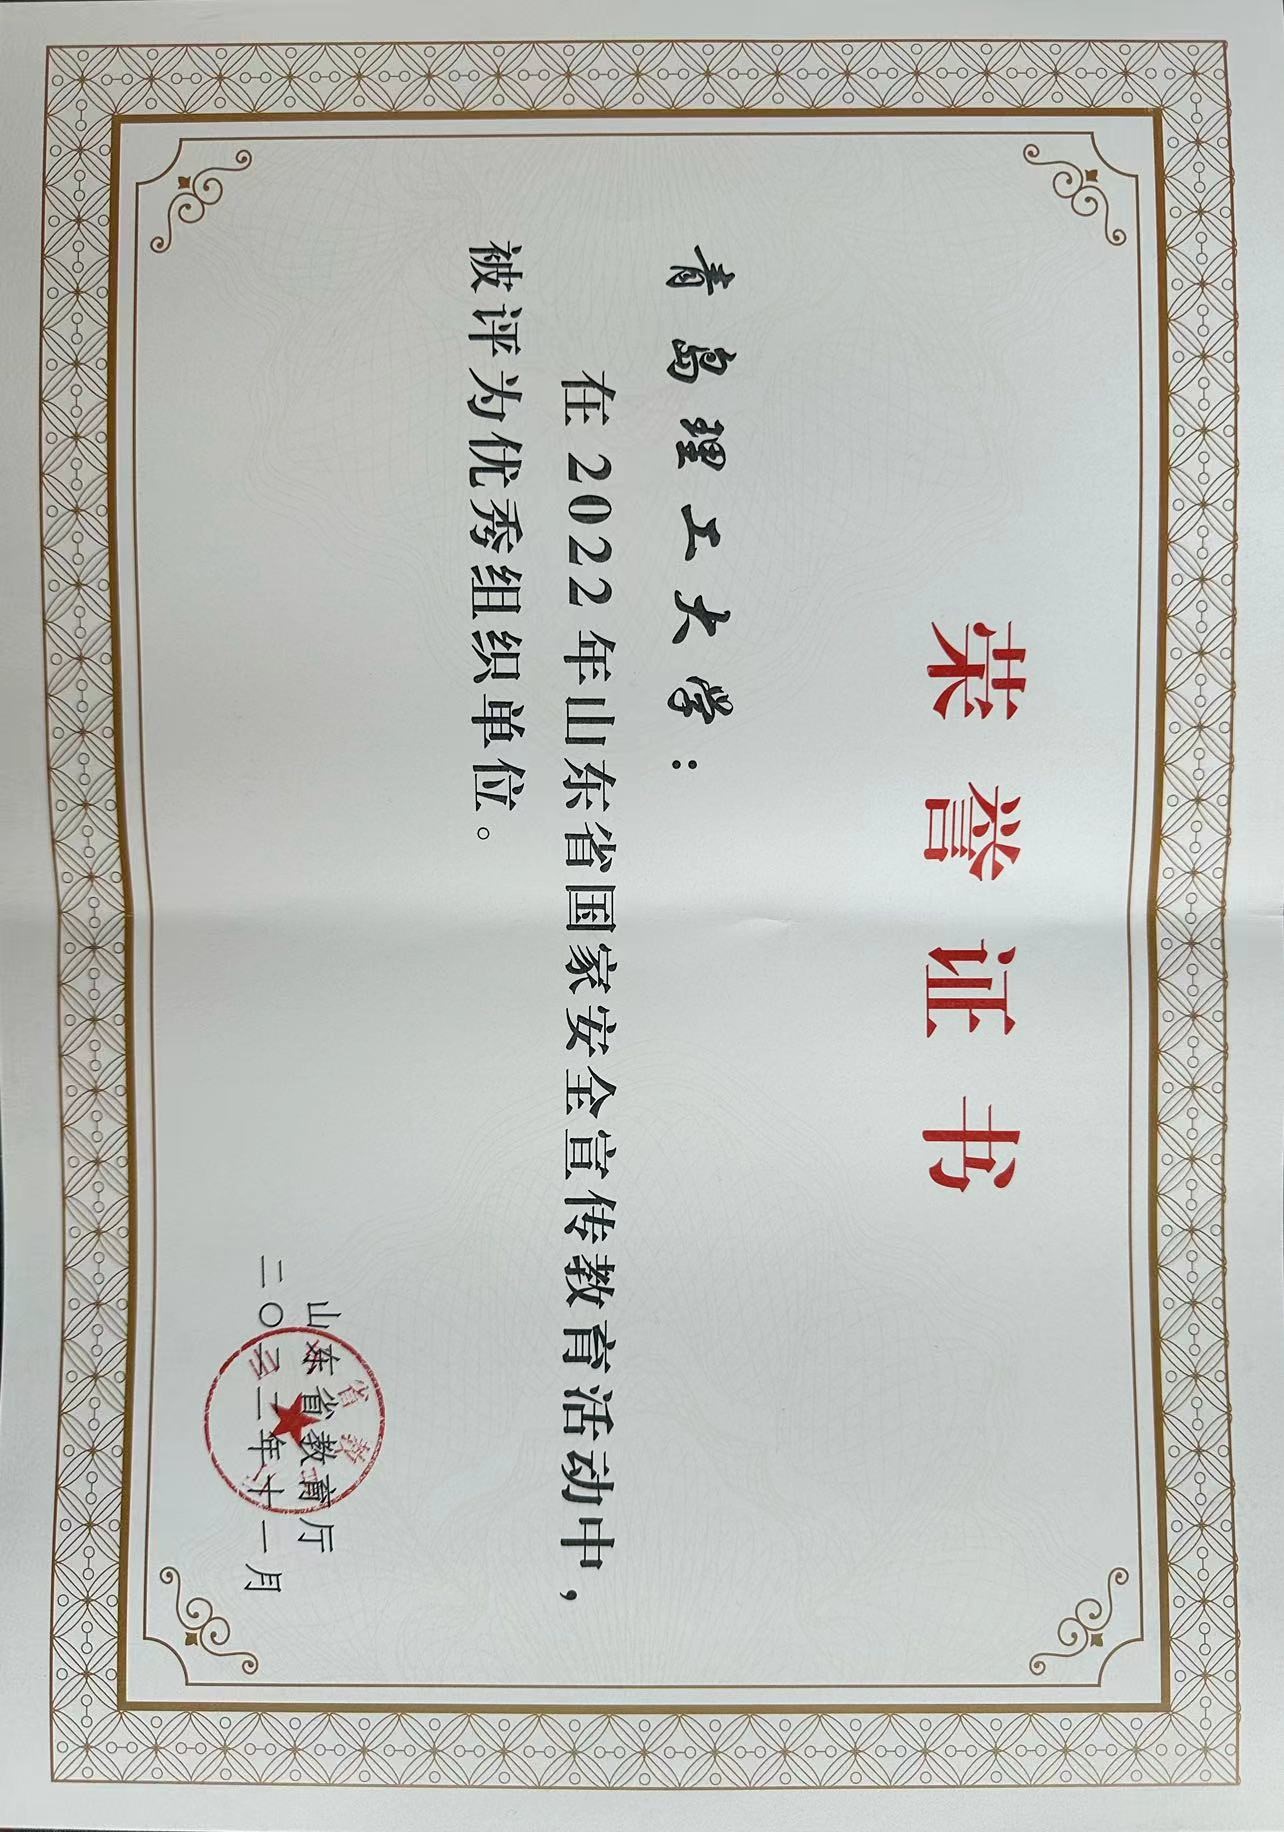 荣誉证书
青岛理工大学：
在2022年山东省国家安全宣传教育活动中，
被评为优秀组织单位。
山东省教育厅
二〇二二年十一月